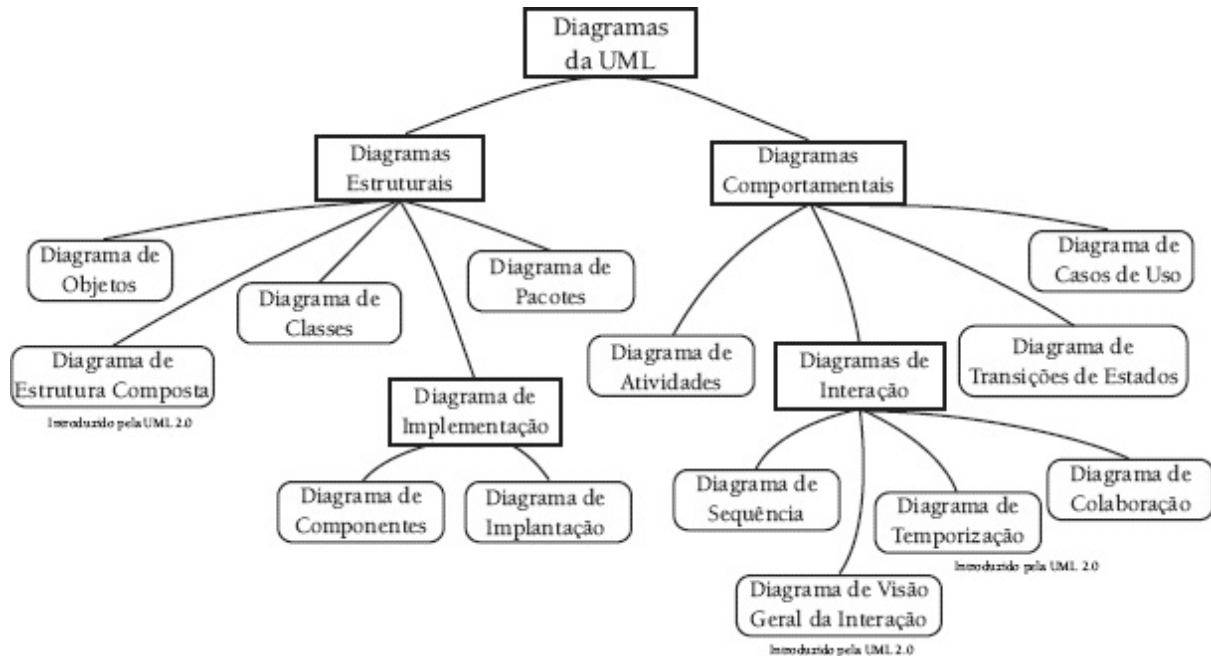 Diagramas
da UML
Diagramas
Estruturais
Diagramas
Comportamentais
Diagrama de
Objetos
Diagrama de
Classes
Diagrama de
Pacotes
Diagrama de
Estrutura Composta
Introduzido pela UML 2.0
Diagrama de
Implementação
Diagrama de
Componentes
Diagrama de
Implantação
Diagrama de
Casos de Uso
Diagrama de
Atividades
Diagramas de
Interação
Diagrama de
Transições de Estados
Diagrama de
Sequência
Diagrama de
Temporização
Introduzido pela UML 2.0
Diagrama de
Colaboração
Diagrama de Visão
Geral da Interação
Introduzido pela UML 2.0